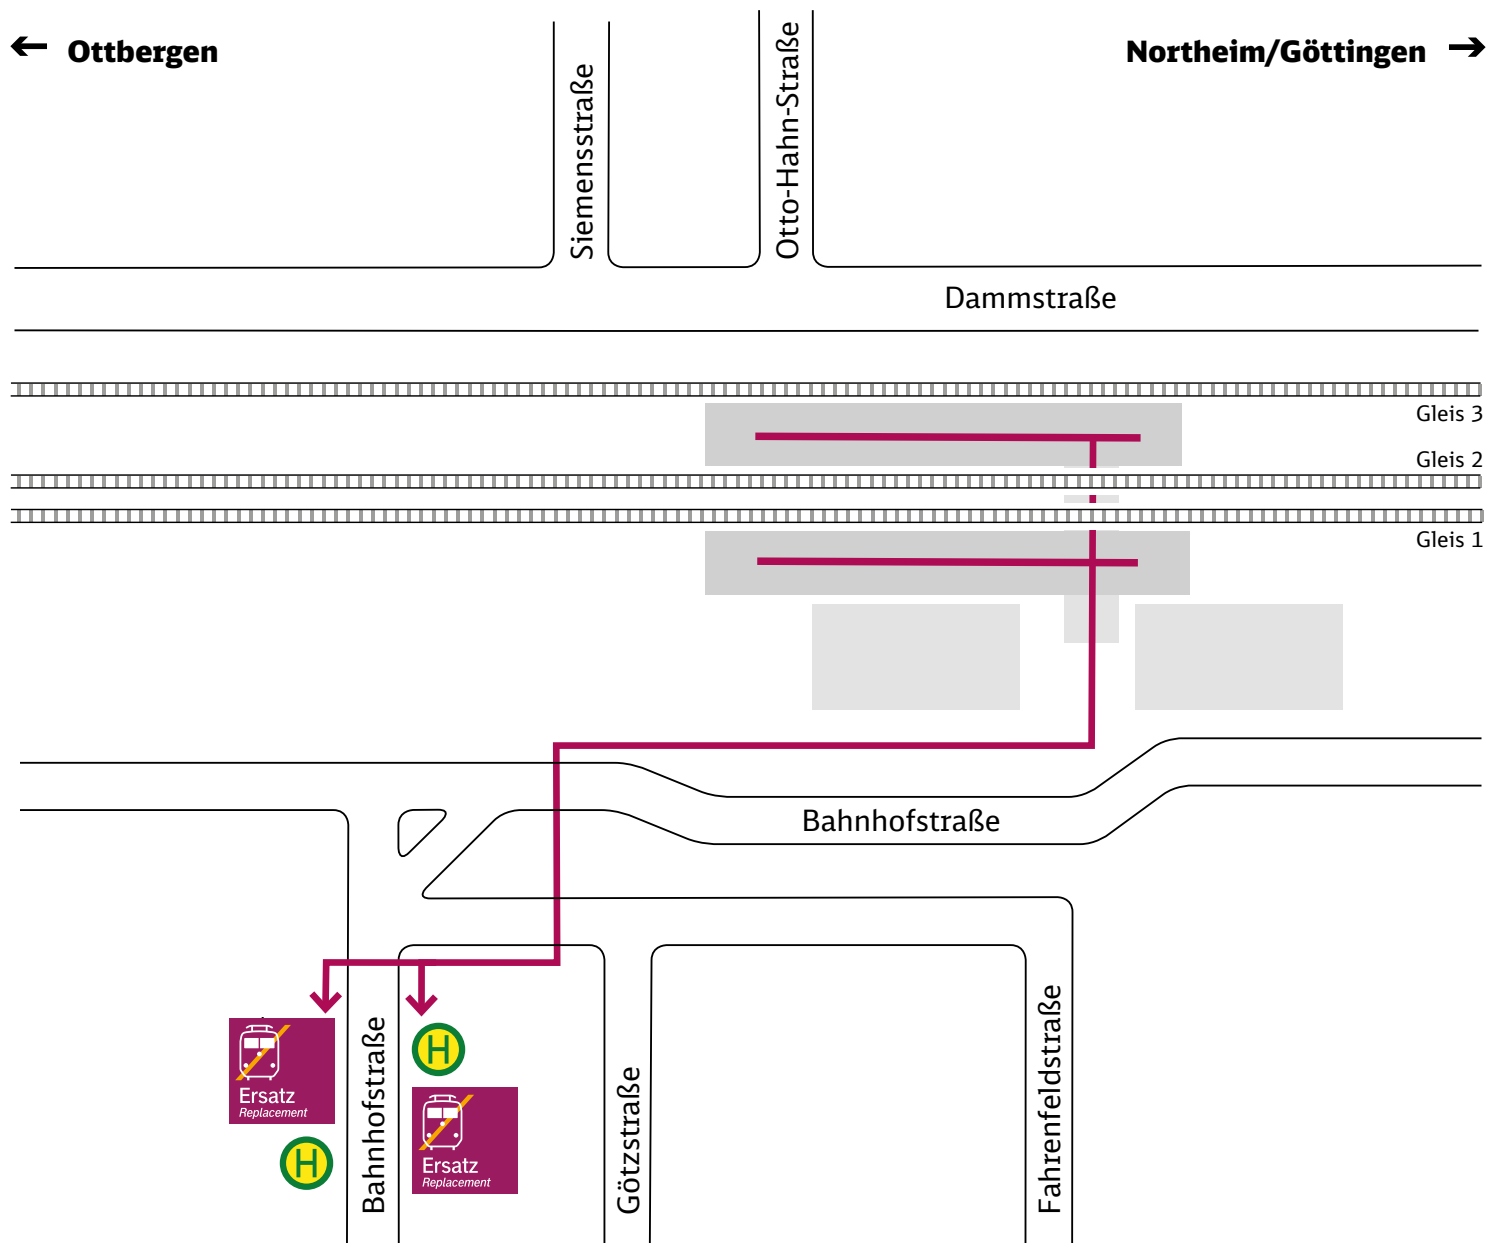 ← Ottbergen
Northeim/Göttingen →
Siemensstraße
Otto-Hahn-Straße
Dammstraße
Gleis 3
Gleis 2
Gleis 1
Bahnhofstraße
Bahnhofstraße
Götzstraße
Fahrenfeldstraße
H
Ersatz
Replacement
Ersatz
Replacement
H